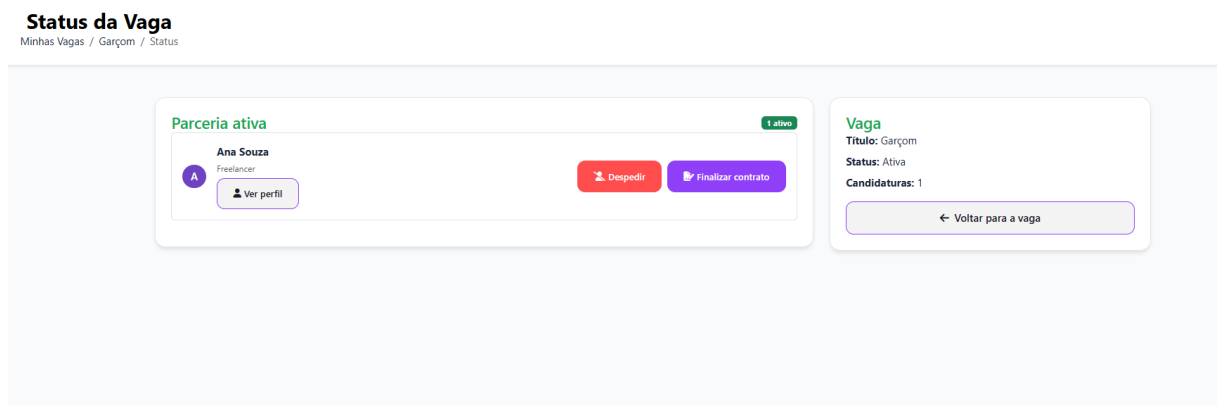 Status da Vaga
Minhas Vagas / Garçom / Status
Parceria ativa
1 ativo
A
Ana Souza
Freelancer
Ver perfil
Despedir
Finalizar contrato
Vaga
Título: Garçom
Status: Ativa
Candidaturas: 1
← Voltar para a vaga